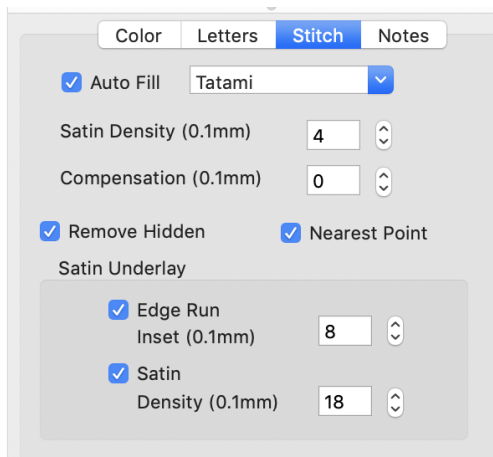 Color Letters Stitch Notes
Auto Fill Tatami
Satin Density (0.1mm) 4
Compensation (0.1mm) 0
Remove Hidden Nearest Point
Satin Underlay
Edge Run
Inset (0.1mm) 8
Satin
Density (0.1mm) 18